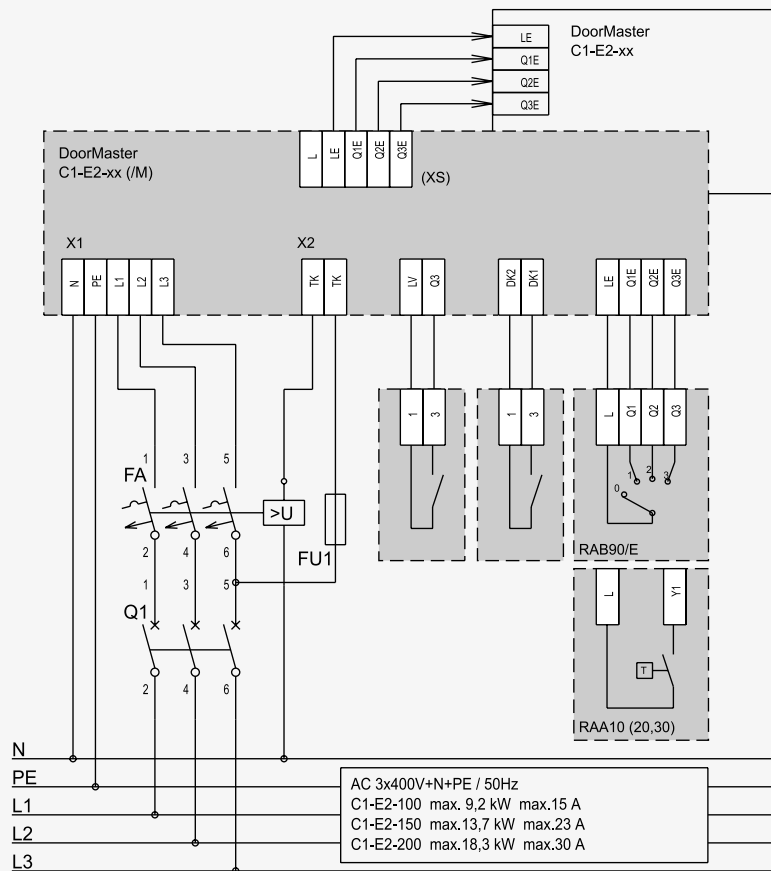 LE
Q1E
Q2E
Q3E
DoorMaster
C1-E2-xx
DoorMaster
C1-E2-xx (/M)
L
LE
Q1E
Q2E
Q3E
(XS)
X1
X2
N
PE
L1
L2
L3
TK
TK
LV
Q3
DK2
DK1
LE
Q1E
Q2E
Q3E
1
3
1
3
L
Q1
Q2
Q3
1
3
5
FA
2
4
6
>U
FU1
0
1
2
3
RAB90/E
1
3
5
Q1
2
4
6
L
Y1
T
RAA10 (20,30)
N
PE
L1
L2
L3
AC 3x400V+N+PE / 50Hz
C1-E2-100 max. 9,2 kW max.15 A
C1-E2-150 max.13,7 kW max.23 A
C1-E2-200 max.18,3 kW max.30 A